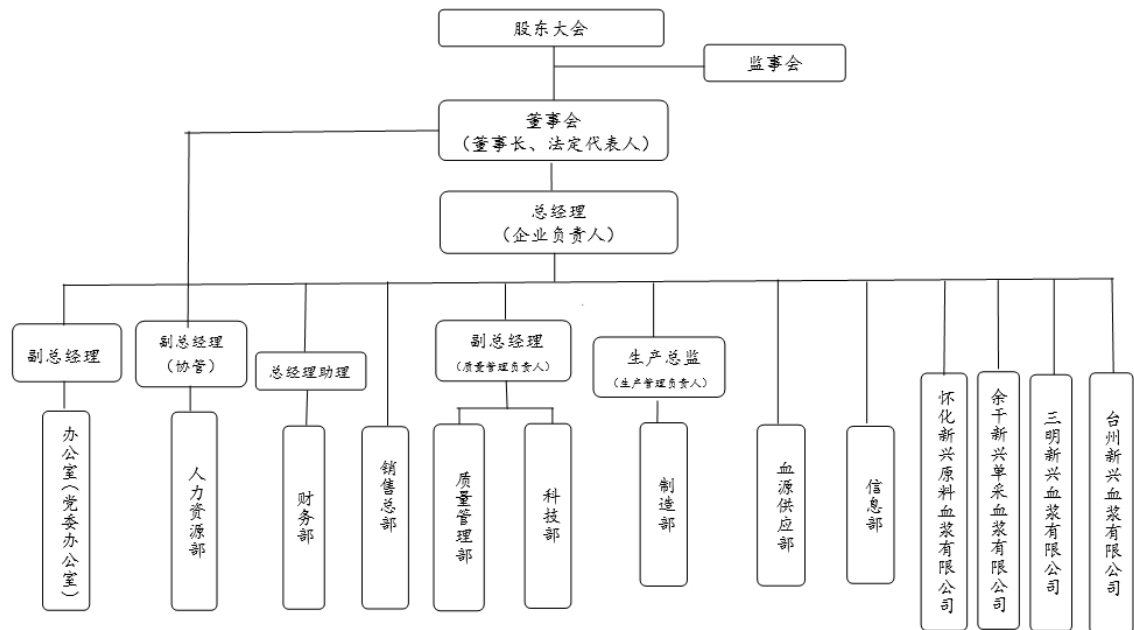 股东大会
监事会
董事会
（董事长、法定代表人）
总经理
（企业负责人）
副总经理
副总经理
（协管）
总经理助理
副总经理
（质量管理负责人）
生产总监
（生产管理负责人）
办公室（党委办公室）
人力资源部
财务部
销售总部
质量管理部
科技部
制造部
血源供应部
信息部
怀化新兴原料血浆有限公司
余干新兴单采血浆有限公司
三明新兴血浆有限公司
台州新兴血浆有限公司